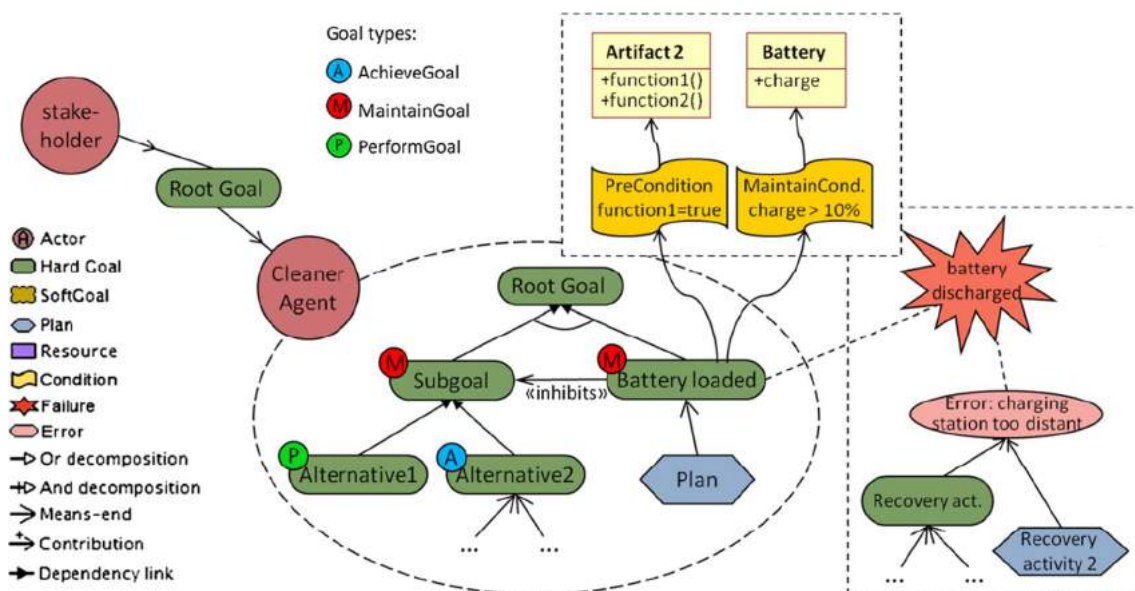 Goal types:
A AchieveGoal
M MaintainGoal
P PerformGoal
stake-
holder
Root Goal
Cleaner
Agent
A Actor
Hard Goal
SoftGoal
Plan
Resource
Condition
Failure
Error
Or decomposition
And decomposition
Means-end
+
Contribution
Dependency link
Artifact 2
+function1()
+function2()
Battery
+charge
PreCondition
function1=true
MaintainCond.
charge > 10%
Root Goal
M
Subgoal
«inhibits»
M
Battery loaded
P
Alternative1
A
Alternative2
Plan
...
...
battery
discharged
Error: charging
station too distant
Recovery act.
Recovery
activity 2
...
...